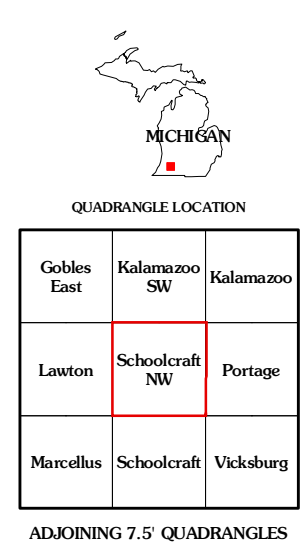 MICHIGAN
QUADRANGLE LOCATION
Gobles
East
Kalamazoo
SW
Kalamazoo
Lawton
Schoolcraft
NW
Portage
Marcellus
Schoolcraft
Vicksburg
ADJOINING 7.5' QUADRANGLES